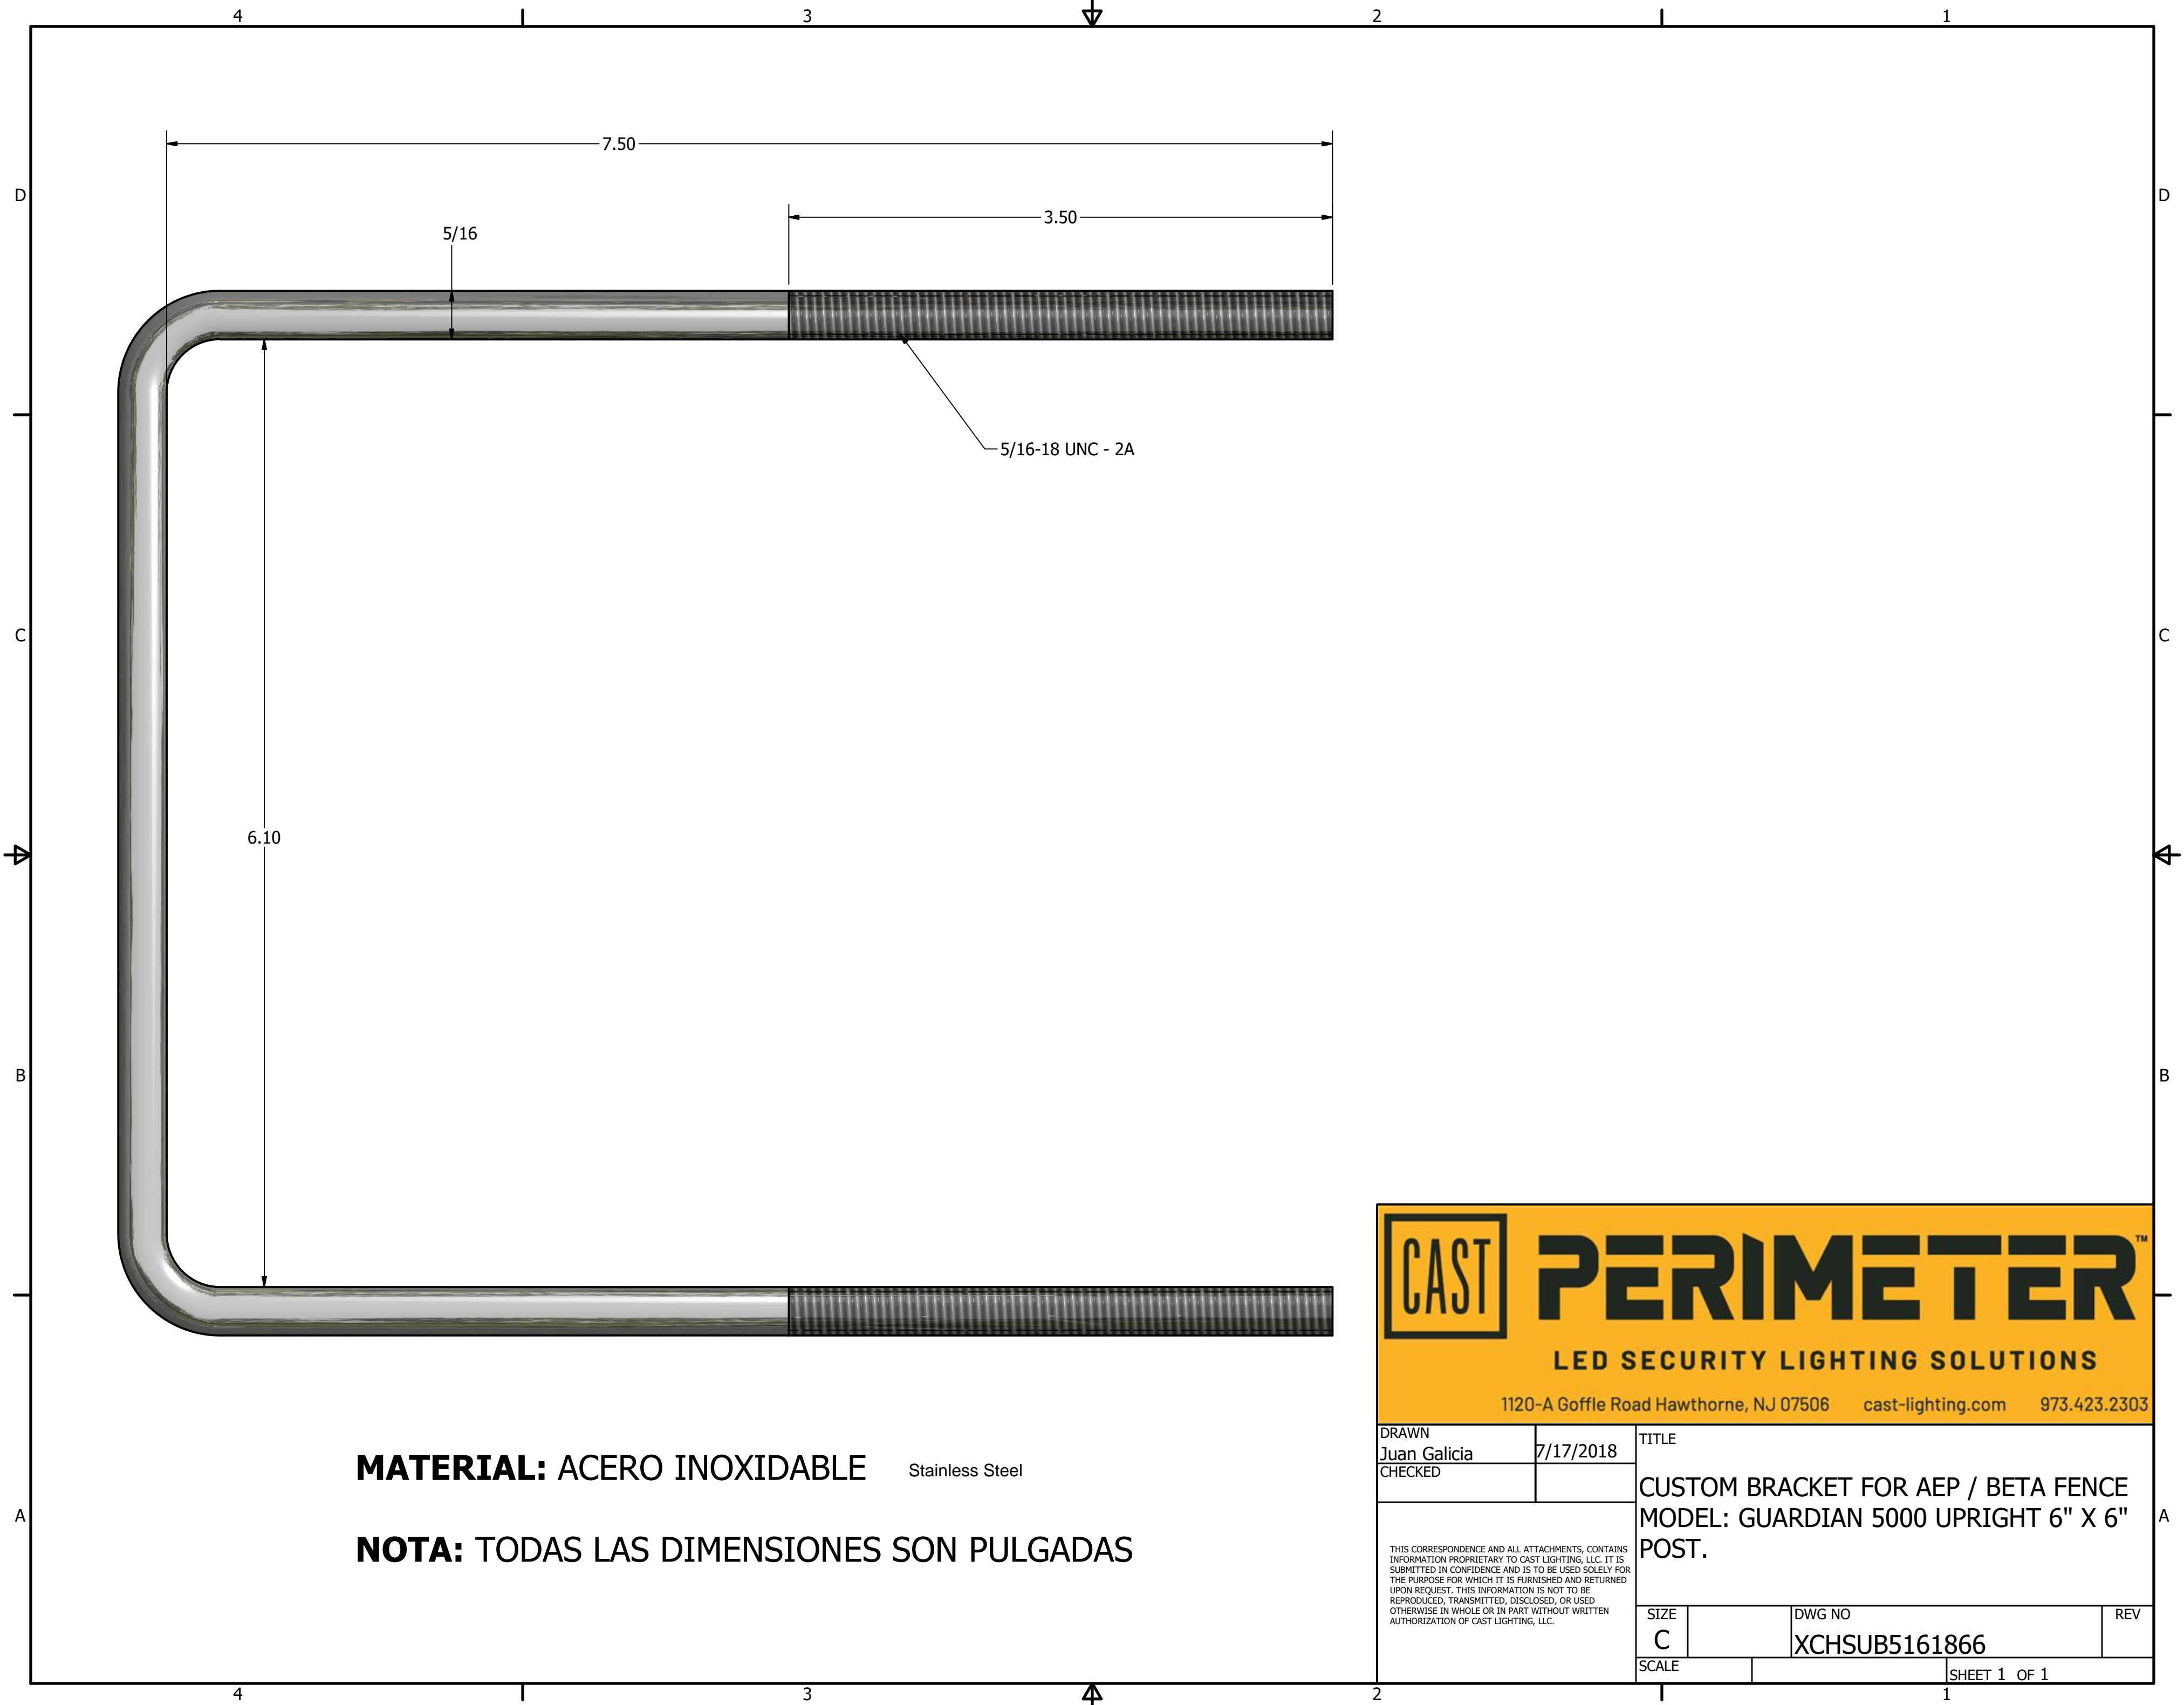 4 3 2 1
7.50
D D
3.50
5/16
5/16-18 UNC - 2A
C C
6.10
B B
CAST PERIMETER™
LED SECURITY LIGHTING SOLUTIONS
1120-A Goffle Road Hawthorne, NJ 07506 cast-lighting.com 973.423.2303
MATERIAL: ACERO INOXIDABLE Stainless Steel
NOTA: TODAS LAS DIMENSIONES SON PULGADAS
A A
DRAWN
Juan Galicia 7/17/2018
CHECKED
TITLE
CUSTOM BRACKET FOR AEP / BETA FENCE
MODEL: GUARDIAN 5000 UPRIGHT 6" X 6"
POST.
THIS CORRESPONDENCE AND ALL ATTACHMENTS, CONTAINS
INFORMATION PROPRIETARY TO CAST LIGHTING, LLC. IT IS
SUBMITTED IN CONFIDENCE AND IS TO BE USED SOLELY FOR
THE PURPOSE FOR WHICH IT IS FURNISHED AND RETURNED
UPON REQUEST. THIS INFORMATION IS NOT TO BE
REPRODUCED, TRANSMITTED, DISCLOSED, OR USED
OTHERWISE IN WHOLE OR IN PART WITHOUT WRITTEN
AUTHORIZATION OF CAST LIGHTING, LLC.
SIZE
C
DWG NO
XCHSUB5161866
REV
SCALE
SHEET 1 OF 1
4 3 2 1